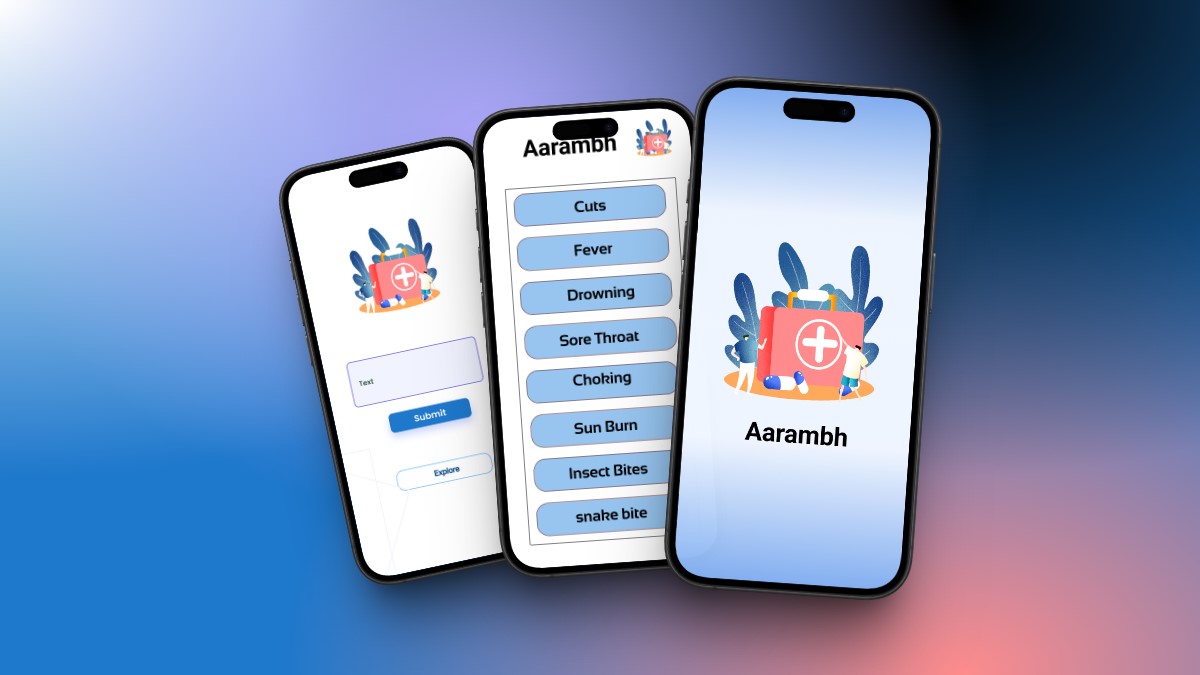 Text
Submit
Explore
Aarambh
Cuts
Fever
Drowning
Sore Throat
Choking
Sun Burn
Insect Bites
snake bite
Aarambh